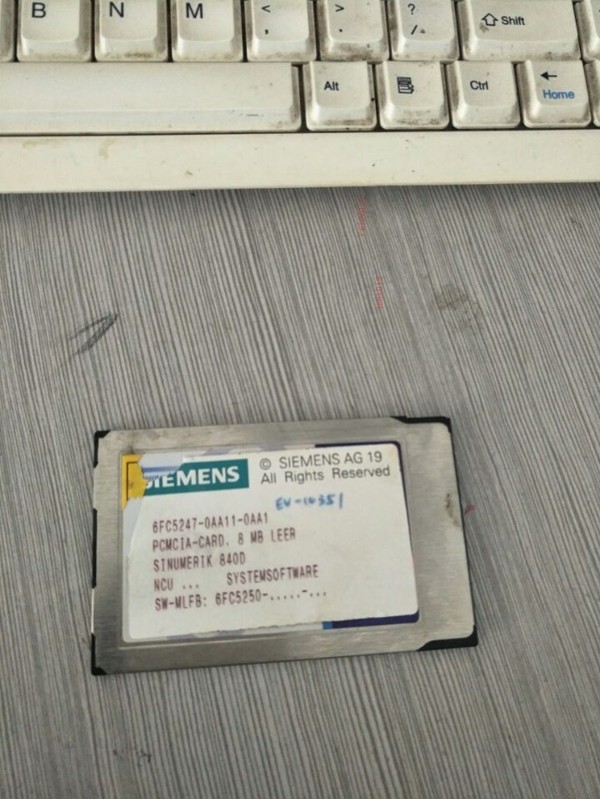 B N M < , > . ? /. Shift
Alt Ctrl ← Home
SIEMENS © SIEMENS AG 19
All Rights Reserved
6FC5247-0AA11-0AA1
PCMCIA-CARD, 8 MB LEER
SINUMERIK 840D
NCU ... SYSTEMSOFTWARE
SW-MLFB: 6FC5250-.....-...